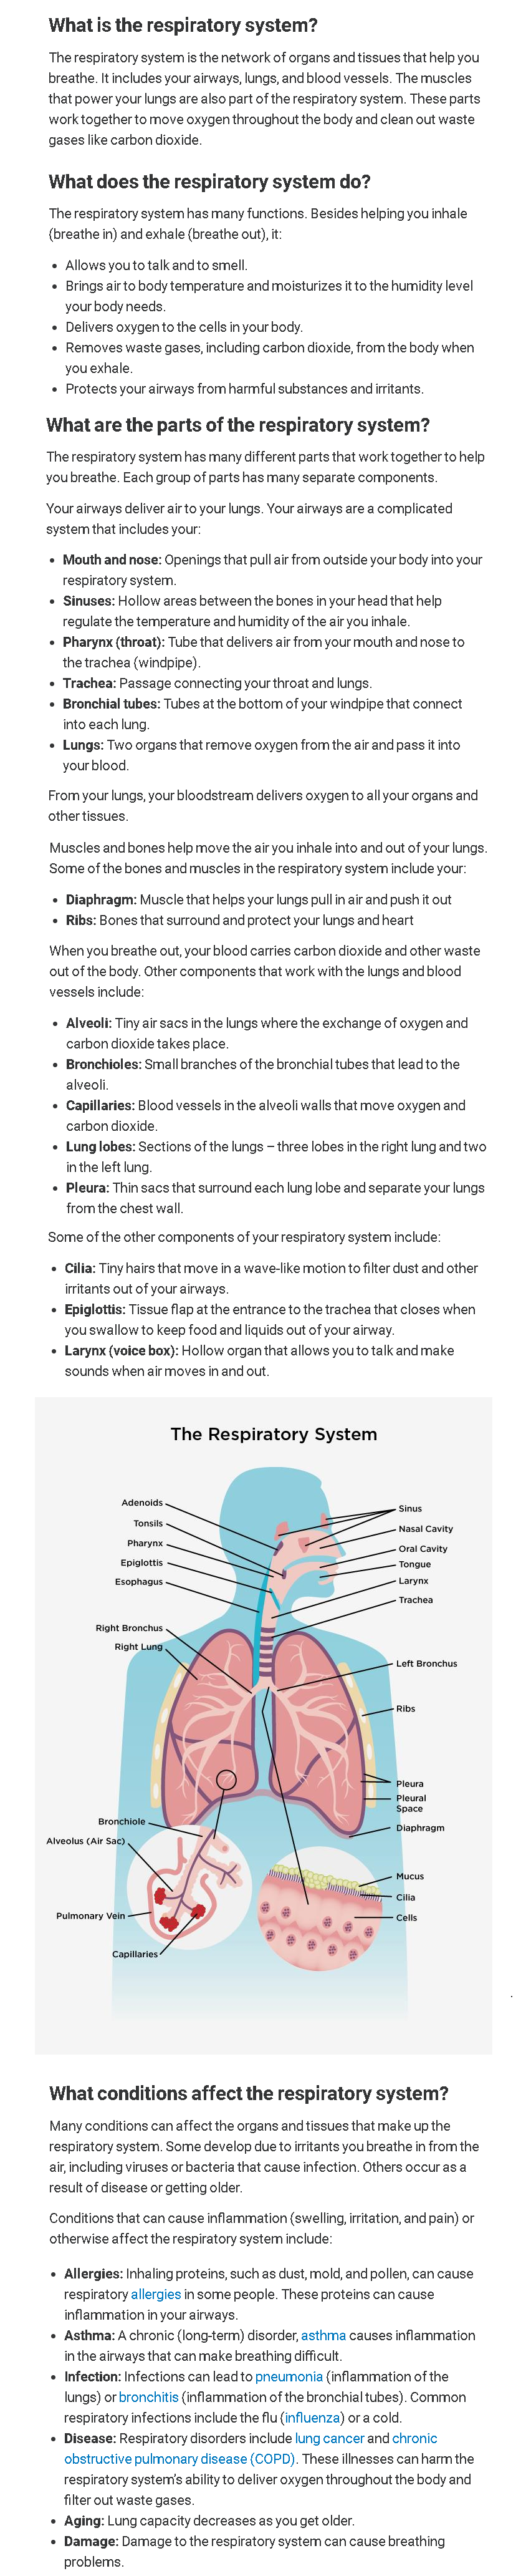 What is the respiratory system?
The respiratory system is the network of organs and tissues that help you
breathe. It includes your airways, lungs, and blood vessels. The muscles
that power your lungs are also part of the respiratory system. These parts
work together to move oxygen throughout the body and clean out waste
gases like carbon dioxide.
What does the respiratory system do?
The respiratory system has many functions. Besides helping you inhale
(breathe in) and exhale (breathe out), it:
• Allows you to talk and to smell.
• Brings air to body temperature and moisturizes it to the humidity level
your body needs.
• Delivers oxygen to the cells in your body.
• Removes waste gases, including carbon dioxide, from the body when
you exhale.
• Protects your airways from harmful substances and irritants.
What are the parts of the respiratory system?
The respiratory system has many different parts that work together to help
you breathe. Each group of parts has many separate components.
Your airways deliver air to your lungs. Your airways are a complicated
system that includes your:
• Mouth and nose: Openings that pull air from outside your body into your
respiratory system.
• Sinuses: Hollow areas between the bones in your head that help
regulate the temperature and humidity of the air you inhale.
• Pharynx (throat): Tube that delivers air from your mouth and nose to
the trachea (windpipe).
• Trachea: Passage connecting your throat and lungs.
• Bronchial tubes: Tubes at the bottom of your windpipe that connect
into each lung.
• Lungs: Two organs that remove oxygen from the air and pass it into
your blood.
From your lungs, your bloodstream delivers oxygen to all your organs and
other tissues.
Muscles and bones help move the air you inhale into and out of your lungs.
Some of the bones and muscles in the respiratory system include your:
• Diaphragm: Muscle that helps your lungs pull in air and push it out
• Ribs: Bones that surround and protect your lungs and heart
When you breathe out, your blood carries carbon dioxide and other waste
out of the body. Other components that work with the lungs and blood
vessels include:
• Alveoli: Tiny air sacs in the lungs where the exchange of oxygen and
carbon dioxide takes place.
• Bronchioles: Small branches of the bronchial tubes that lead to the
alveoli.
• Capillaries: Blood vessels in the alveoli walls that move oxygen and
carbon dioxide.
• Lung lobes: Sections of the lungs – three lobes in the right lung and two
in the left lung.
• Pleura: Thin sacs that surround each lung lobe and separate your lungs
from the chest wall.
Some of the other components of your respiratory system include:
• Cilia: Tiny hairs that move in a wave-like motion to filter dust and other
irritants out of your airways.
• Epiglottis: Tissue flap at the entrance to the trachea that closes when
you swallow to keep food and liquids out of your airway.
• Larynx (voice box): Hollow organ that allows you to talk and make
sounds when air moves in and out.
The Respiratory System
Adenoids
Tonsils
Pharynx
Epiglottis
Esophagus
Right Bronchus
Right Lung
Sinus
Nasal Cavity
Oral Cavity
Tongue
Larynx
Trachea
Left Bronchus
Ribs
Pleura
Pleural
Space
Diaphragm
Bronchiole
Alveolus (Air Sac)
Pulmonary Vein
Capillaries
Mucus
Cilia
Cells
What conditions affect the respiratory system?
Many conditions can affect the organs and tissues that make up the
respiratory system. Some develop due to irritants you breathe in from the
air, including viruses or bacteria that cause infection. Others occur as a
result of disease or getting older.
Conditions that can cause inflammation (swelling, irritation, and pain) or
otherwise affect the respiratory system include:
• Allergies: Inhaling proteins, such as dust, mold, and pollen, can cause
respiratory allergies in some people. These proteins can cause
inflammation in your airways.
• Asthma: A chronic (long-term) disorder, asthma causes inflammation
in the airways that can make breathing difficult.
• Infection: Infections can lead to pneumonia (inflammation of the
lungs) or bronchitis (inflammation of the bronchial tubes). Common
respiratory infections include the flu (influenza) or a cold.
• Disease: Respiratory disorders include lung cancer and chronic
obstructive pulmonary disease (COPD). These illnesses can harm the
respiratory system's ability to deliver oxygen throughout the body and
filter out waste gases.
• Aging: Lung capacity decreases as you get older.
• Damage: Damage to the respiratory system can cause breathing
problems.